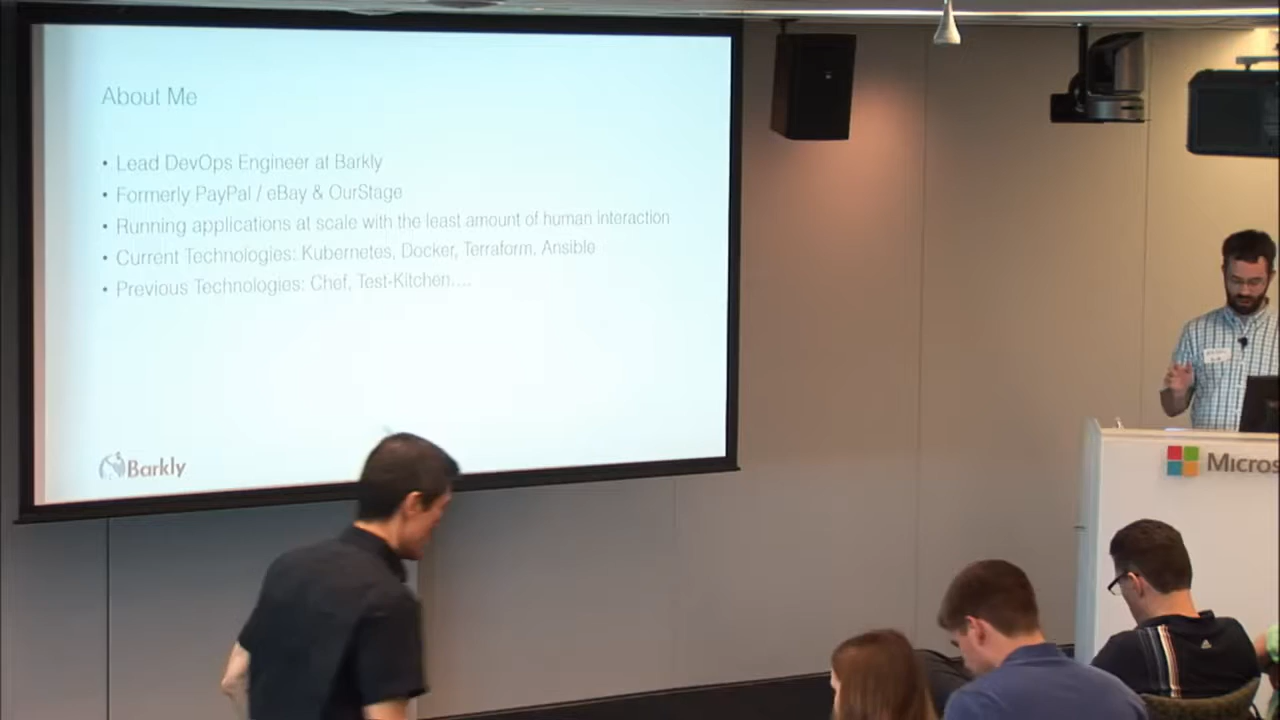 About Me
• Lead DevOps Engineer at Barkly
• Formerly PayPal / eBay & OurStage
• Running applications at scale with the least amount of human interaction
• Current Technologies: Kubernetes, Docker, Terraform, Ansible
• Previous Technologies: Chef, Test-Kitchen....
Barkly
Micros